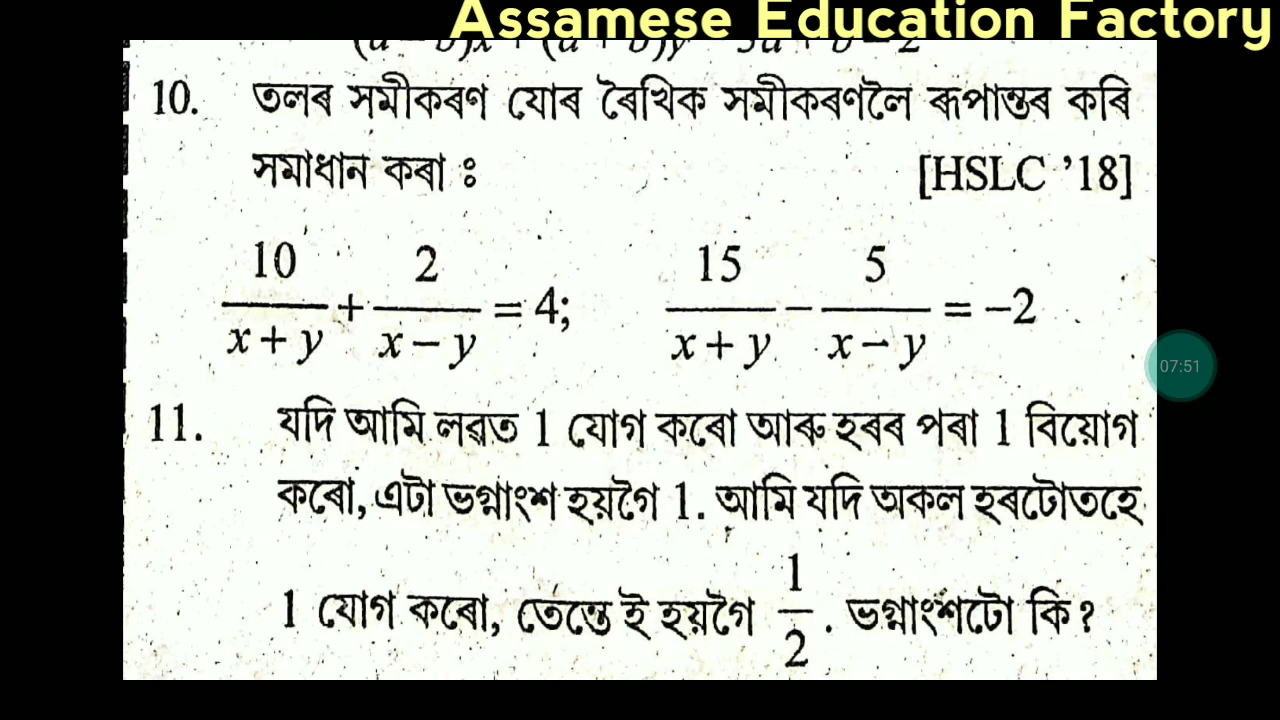 Assamese Education Factory
10. তলৰ সমীকৰণ যোৰ ৰৈখিক সমীকৰণলৈ ৰূপান্তৰ কৰি
সমাধান কৰা ঃ [HSLC ’18]
10/(x + y) + 2/(x − y) = 4; 15/(x + y) − 5/(x − y) = −2
07:51
11. যদি আমি লৱত 1 যোগ কৰো আৰু হৰৰ পৰা 1 বিয়োগ
কৰো, এটা ভগ্নাংশ হয়গৈ 1. আমি যদি অকল হৰটোতহে
1 যোগ কৰো, তেন্তে ই হয়গৈ 1/2. ভগ্নাংশটো কি?